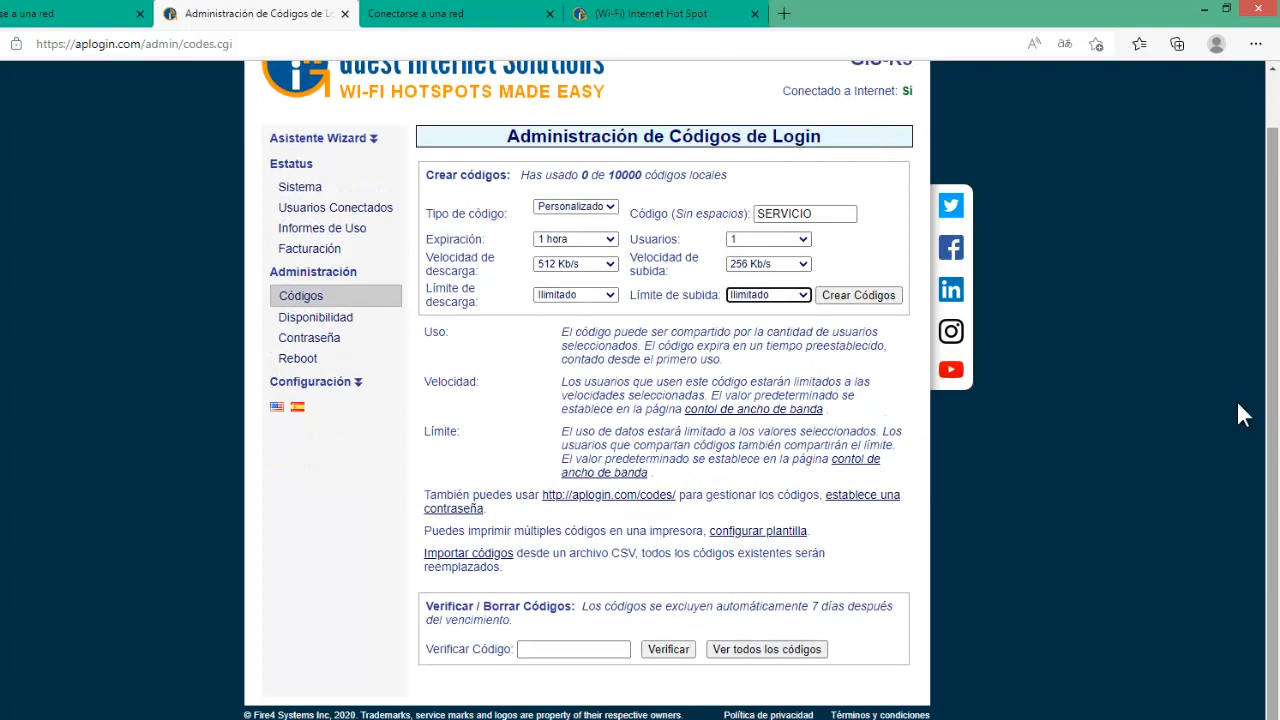 se a una red
Administración de Códigos de Lo
Conectarse a una red
(Wi-Fi) Internet Hot Spot
https://aplogin.com/admin/codes.cgi
Guest Internet Solutions
WI-FI HOTSPOTS MADE EASY
GIS-R5
Conectado a Internet: Si
Asistente Wizard
Estatus
Sistema
Usuarios Conectados
Informes de Uso
Facturación
Administración
Códigos
Disponibilidad
Contraseña
Reboot
Configuración
Administración de Códigos de Login
Crear códigos: Has usado 0 de 10000 códigos locales
Tipo de código: Personalizado Código (Sin espacios): SERVICIO
Expiración: 1 hora Usuarios: 1
Velocidad de descarga: 512 Kb/s Velocidad de subida: 256 Kb/s
Límite de descarga: Ilimitado Límite de subida: Ilimitado Crear Códigos
Uso: El código puede ser compartido por la cantidad de usuarios
seleccionados. El código expira en un tiempo preestablecido,
contado desde el primero uso.
Velocidad: Los usuarios que usen este código estarán limitados a las
velocidades seleccionadas. El valor predeterminado se
establece en la página contol de ancho de banda .
Límite: El uso de datos estará limitado a los valores seleccionados. Los
usuarios que compartan códigos también compartirán el límite.
El valor predeterminado se establece en la página contol de
ancho de banda .
También puedes usar http://aplogin.com/codes/ para gestionar los códigos, establece una
contraseña.
Puedes imprimir múltiples códigos en una impresora, configurar plantilla.
Importar códigos desde un archivo CSV, todos los códigos existentes serán
reemplazados.
Verificar / Borrar Códigos: Los códigos se excluyen automáticamente 7 días después
del vencimiento.
Verificar Código: Verificar Ver todos los códigos
© Fire4 Systems Inc, 2020. Trademarks, service marks and logos are property of their respective owners. Política de privacidad Términos y condiciones